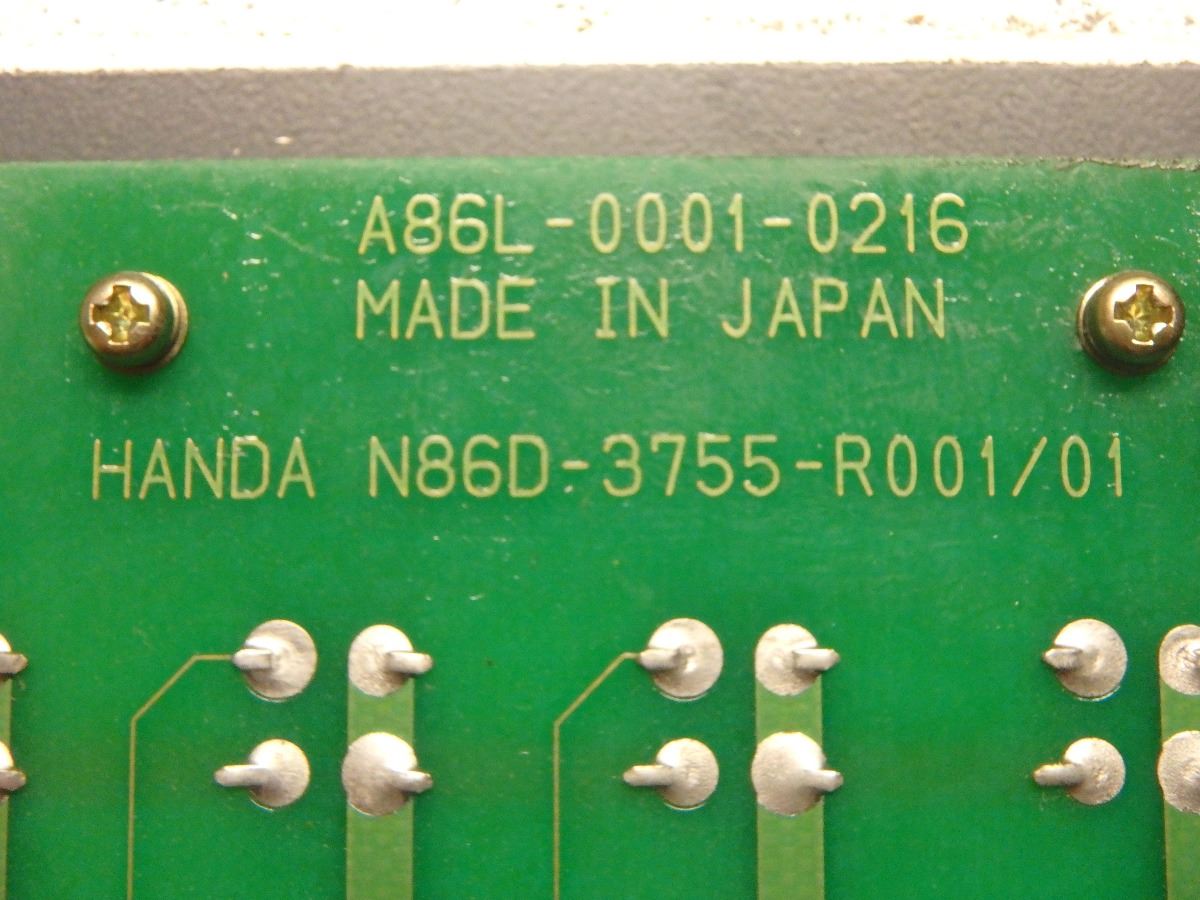 A86L-0001-0216
MADE IN JAPAN
HANDA N86D-3755-R001/01